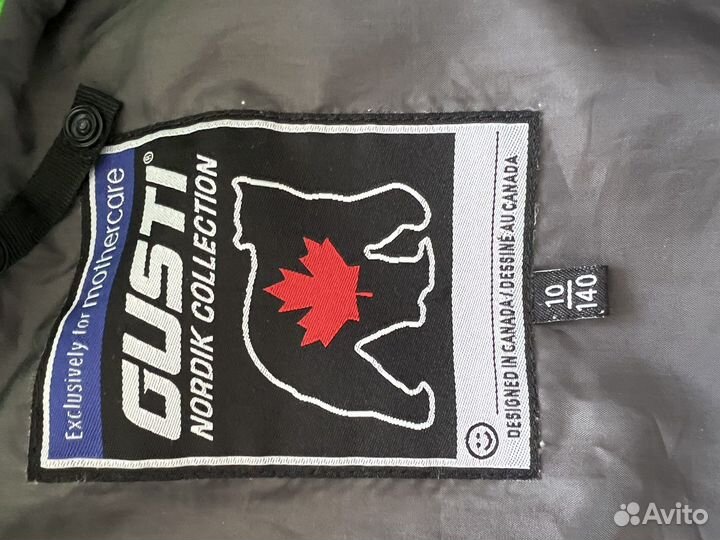 Exclusively for mothercare
GUSTI®
NORDIK COLLECTION
DESIGNED IN CANADA / DESSINÉ AU CANADA
10
140
Avito